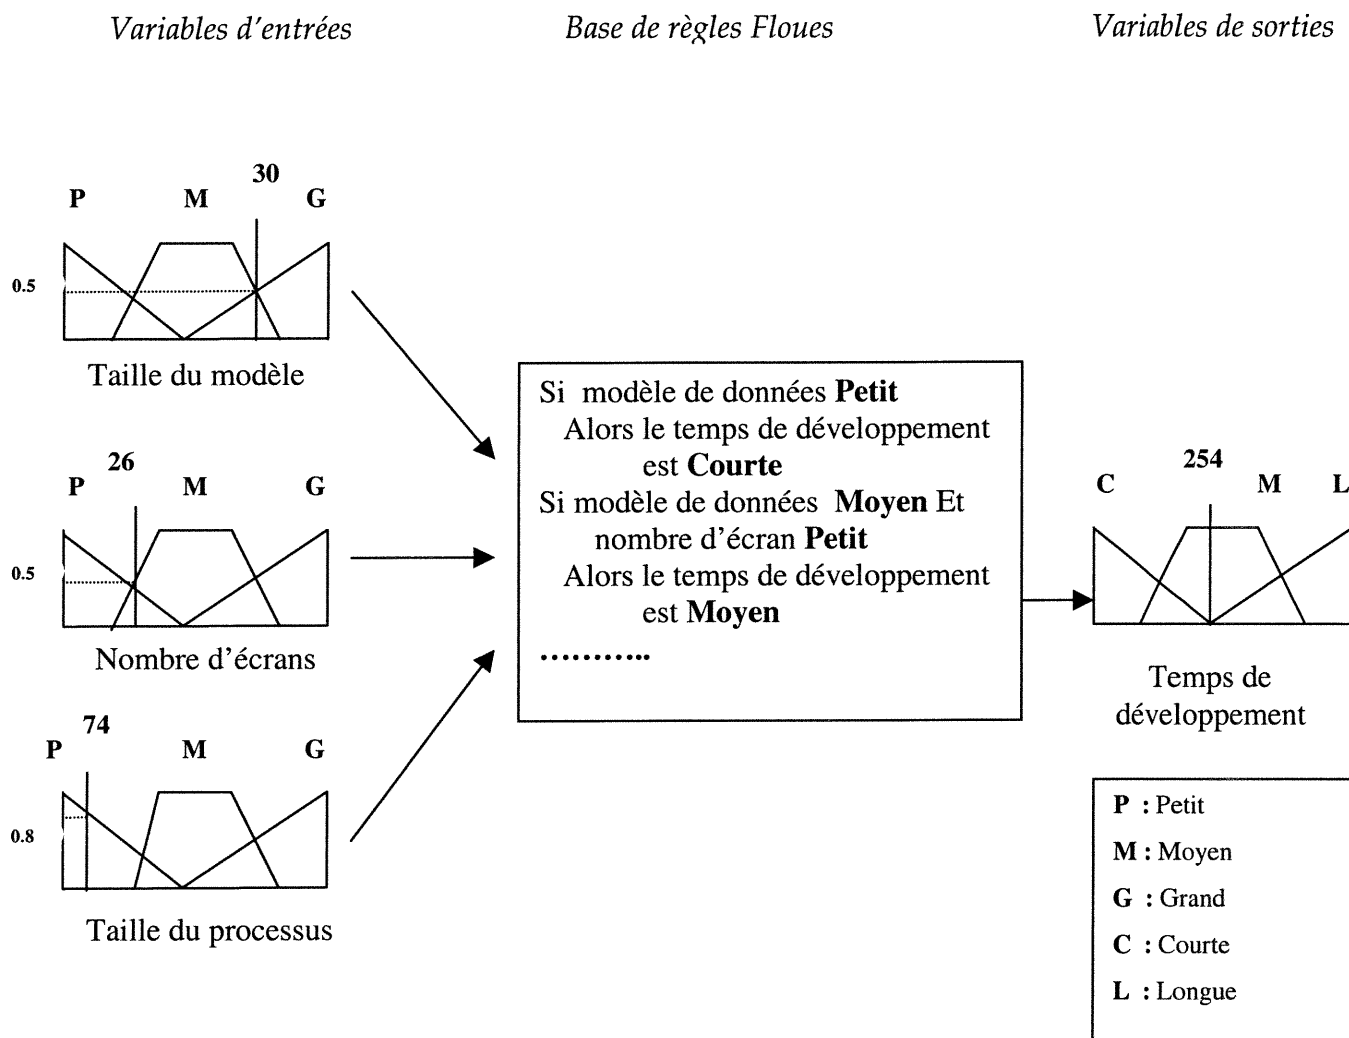 Variables d'entrées
Base de règles Floues
Variables de sorties
30
P M G
0.5
Taille du modèle
26
P M G
0.5
Nombre d'écrans
74
P M G
0.8
Taille du processus
Si modèle de données Petit
Alors le temps de développement
est Courte
Si modèle de données Moyen Et
nombre d'écran Petit
Alors le temps de développement
est Moyen
...........
254
C M L
Temps de
développement
P : Petit
M : Moyen
G : Grand
C : Courte
L : Longue